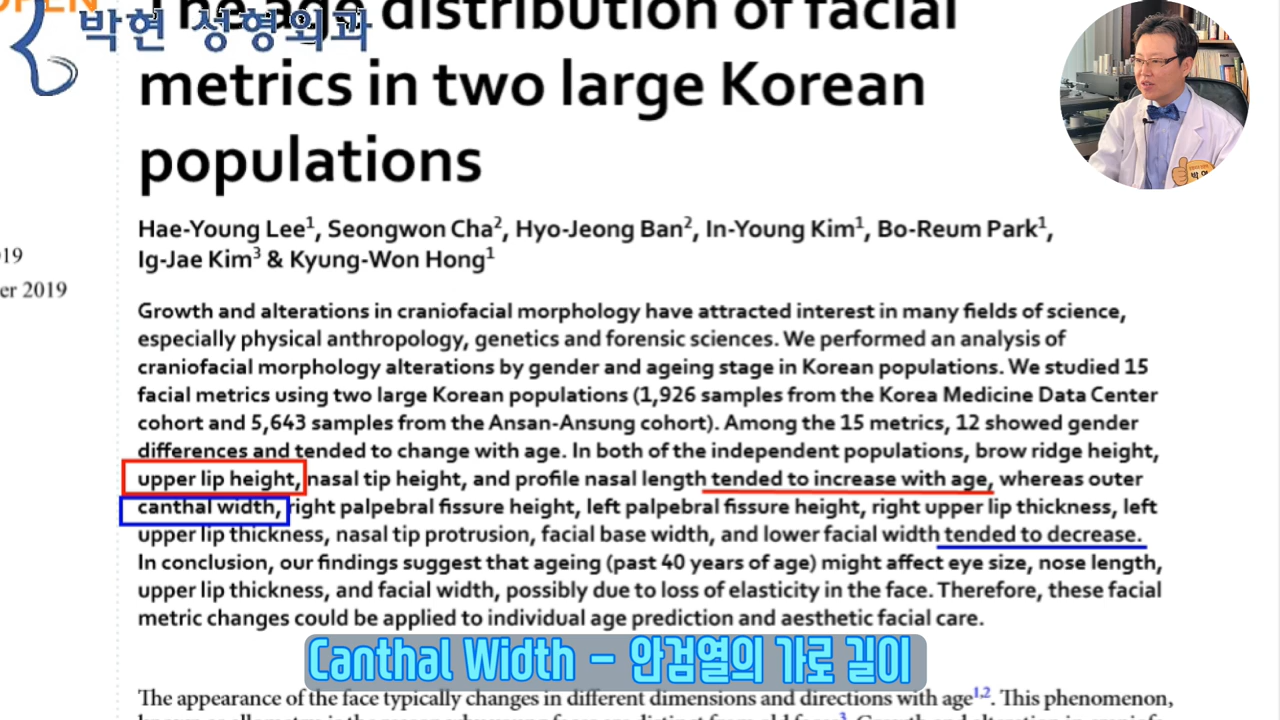 OPEN
박현 성형외과
The age distribution of facial
metrics in two large Korean
populations
Hae-Young Lee1, Seongwon Cha2, Hyo-Jeong Ban2, In-Young Kim1, Bo-Reum Park1,
Ig-Jae Kim3 & Kyung-Won Hong1
19
er 2019
Growth and alterations in craniofacial morphology have attracted interest in many fields of science,
especially physical anthropology, genetics and forensic sciences. We performed an analysis of
craniofacial morphology alterations by gender and ageing stage in Korean populations. We studied 15
facial metrics using two large Korean populations (1,926 samples from the Korea Medicine Data Center
cohort and 5,643 samples from the Ansan-Ansung cohort). Among the 15 metrics, 12 showed gender
differences and tended to change with age. In both of the independent populations, brow ridge height,
upper lip height, nasal tip height, and profile nasal length tended to increase with age, whereas outer
canthal width, right palpebral fissure height, left palpebral fissure height, right upper lip thickness, left
upper lip thickness, nasal tip protrusion, facial base width, and lower facial width tended to decrease.
In conclusion, our findings suggest that ageing (past 40 years of age) might affect eye size, nose length,
upper lip thickness, and facial width, possibly due to loss of elasticity in the face. Therefore, these facial
metric changes could be applied to individual age prediction and aesthetic facial care.
Canthal Width - 안검열의 가로 길이
The appearance of the face typically changes in different dimensions and directions with age1,2. This phenomenon,